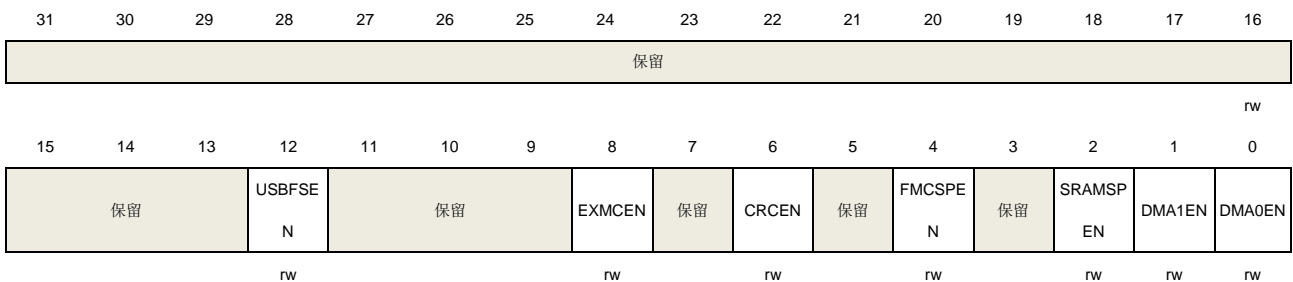 31 30 29 28 27 26 25 24 23 22 21 20 19 18 17 16
保留
rw
15 14 13 12 11 10 9 8 7 6 5 4 3 2 1 0
保留 USBFSE N 保留 EXMCEN 保留 CRCEN 保留 FMCSPE N 保留 SRAMSP EN DMA1EN DMA0EN
rw rw rw rw rw rw rw